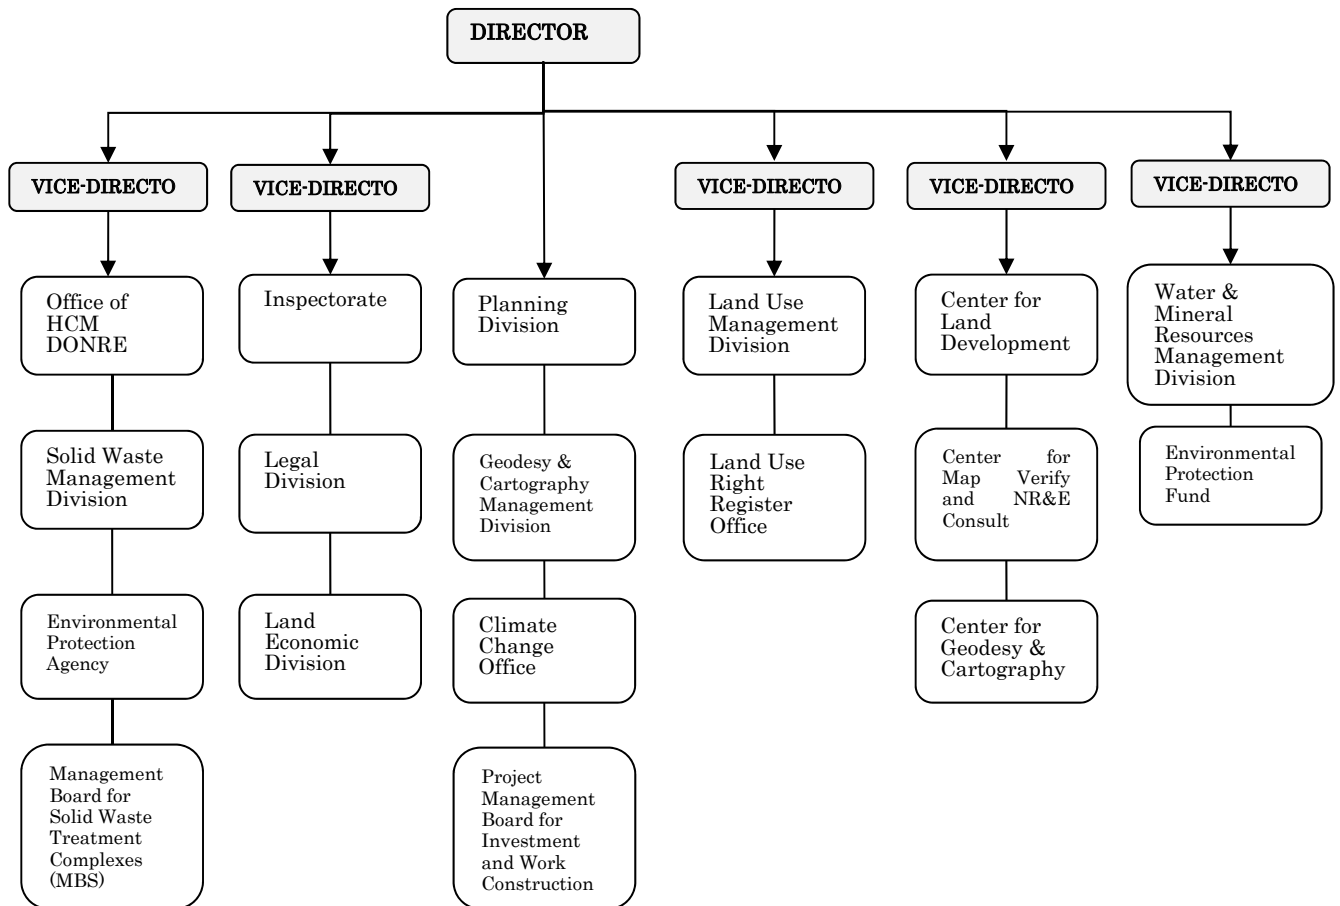 DIRECTOR
VICE-DIRECTO
VICE-DIRECTO
VICE-DIRECTO
VICE-DIRECTO
VICE-DIRECTO
Office of
HCM
DONRE
Inspectorate
Planning
Division
Land Use
Management
Division
Center for
Land
Development
Water &
Mineral
Resources
Management
Division
Solid Waste
Management
Division
Legal
Division
Geodesy &
Cartography
Management
Division
Land Use
Right
Register
Office
Center for
Map Verify
and NR&E
Consult
Environmental
Protection
Fund
Environmental
Protection
Agency
Land
Economic
Division
Climate
Change
Office
Center for
Geodesy &
Cartography
Management
Board for
Solid Waste
Treatment
Complexes
(MBS)
Project
Management
Board for
Investment
and Work
Construction